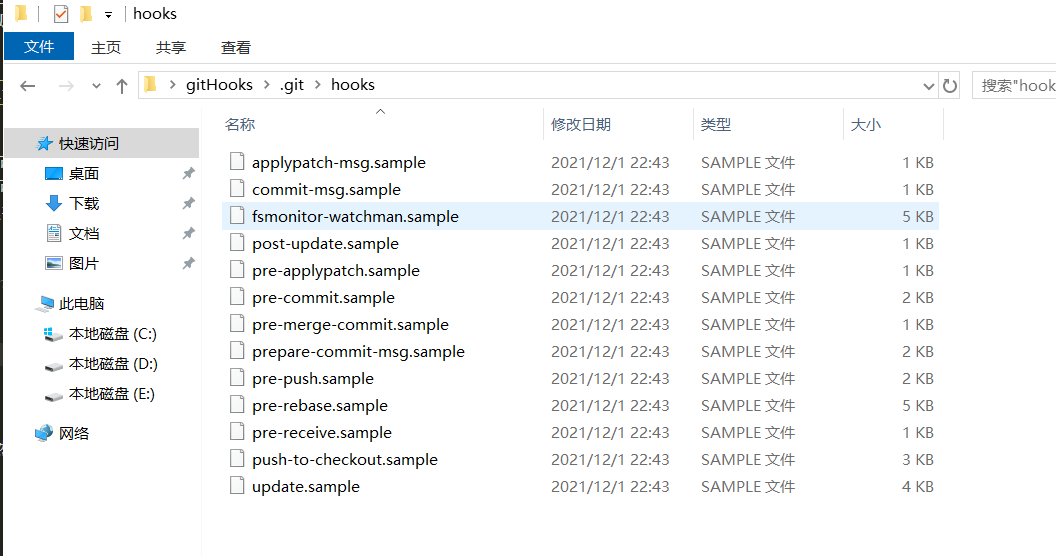 hooks
文件 主页 共享 查看
gitHooks .git hooks 搜索"hook
名称 修改日期 类型 大小
快速访问
桌面
下载
文档
图片
此电脑
本地磁盘 (C:)
本地磁盘 (D:)
本地磁盘 (E:)
网络
applypatch-msg.sample 2021/12/1 22:43 SAMPLE 文件 1 KB
commit-msg.sample 2021/12/1 22:43 SAMPLE 文件 1 KB
fsmonitor-watchman.sample 2021/12/1 22:43 SAMPLE 文件 5 KB
post-update.sample 2021/12/1 22:43 SAMPLE 文件 1 KB
pre-applypatch.sample 2021/12/1 22:43 SAMPLE 文件 1 KB
pre-commit.sample 2021/12/1 22:43 SAMPLE 文件 2 KB
pre-merge-commit.sample 2021/12/1 22:43 SAMPLE 文件 1 KB
prepare-commit-msg.sample 2021/12/1 22:43 SAMPLE 文件 2 KB
pre-push.sample 2021/12/1 22:43 SAMPLE 文件 2 KB
pre-rebase.sample 2021/12/1 22:43 SAMPLE 文件 5 KB
pre-receive.sample 2021/12/1 22:43 SAMPLE 文件 1 KB
push-to-checkout.sample 2021/12/1 22:43 SAMPLE 文件 3 KB
update.sample 2021/12/1 22:43 SAMPLE 文件 4 KB